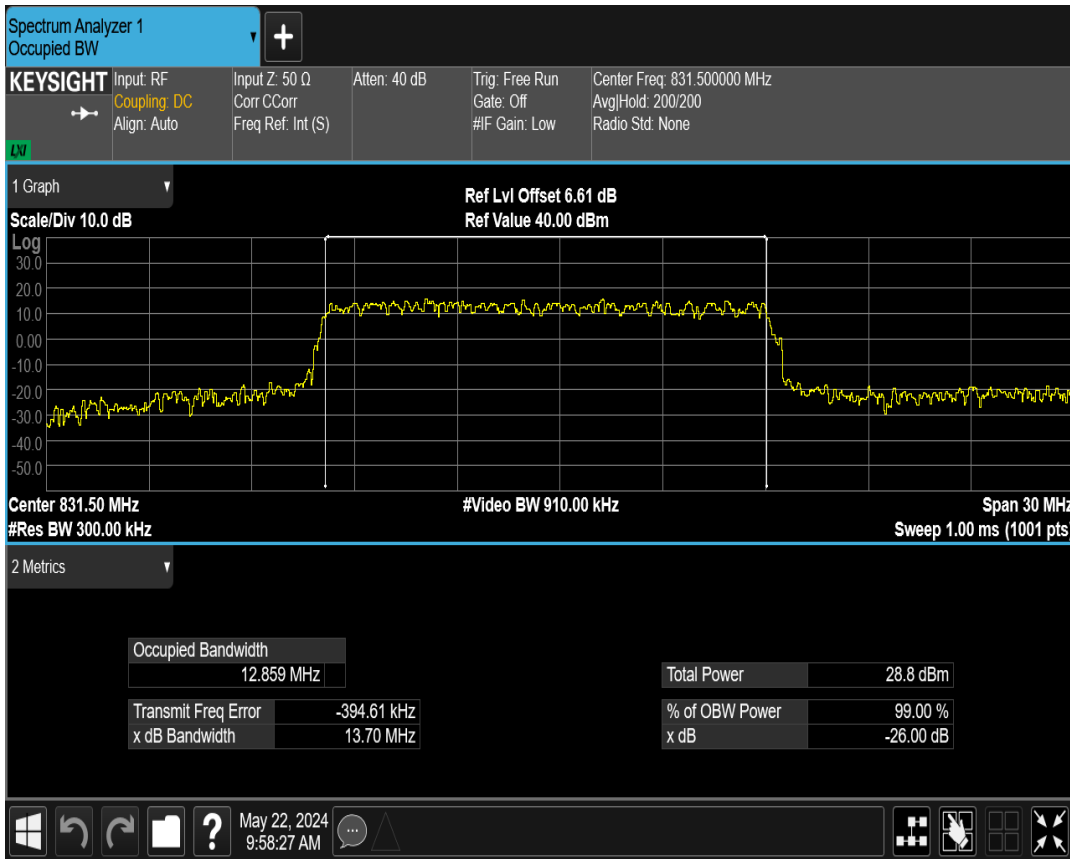 Spectrum Analyzer 1
Occupied BW
KEYSIGHT
LXI
Input: RF
Coupling: DC
Align: Auto
Input Z: 50 Ω
Corr CCorr
Freq Ref: Int (S)
Atten: 40 dB
Trig: Free Run
Gate: Off
#IF Gain: Low
Center Freq: 831.500000 MHz
Avg|Hold: 200/200
Radio Std: None
1 Graph
Scale/Div 10.0 dB
Ref Lvl Offset 6.61 dB
Ref Value 40.00 dBm
Log
30.0
20.0
10.0
0.00
-10.0
-20.0
-30.0
-40.0
-50.0
Center 831.50 MHz
#Video BW 910.00 kHz
Span 30 MHz
#Res BW 300.00 kHz
Sweep 1.00 ms (1001 pts)
2 Metrics
Occupied Bandwidth
12.859 MHz
Total Power 28.8 dBm
Transmit Freq Error -394.61 kHz
% of OBW Power 99.00 %
x dB Bandwidth 13.70 MHz
x dB -26.00 dB
May 22, 2024
9:58:27 AM